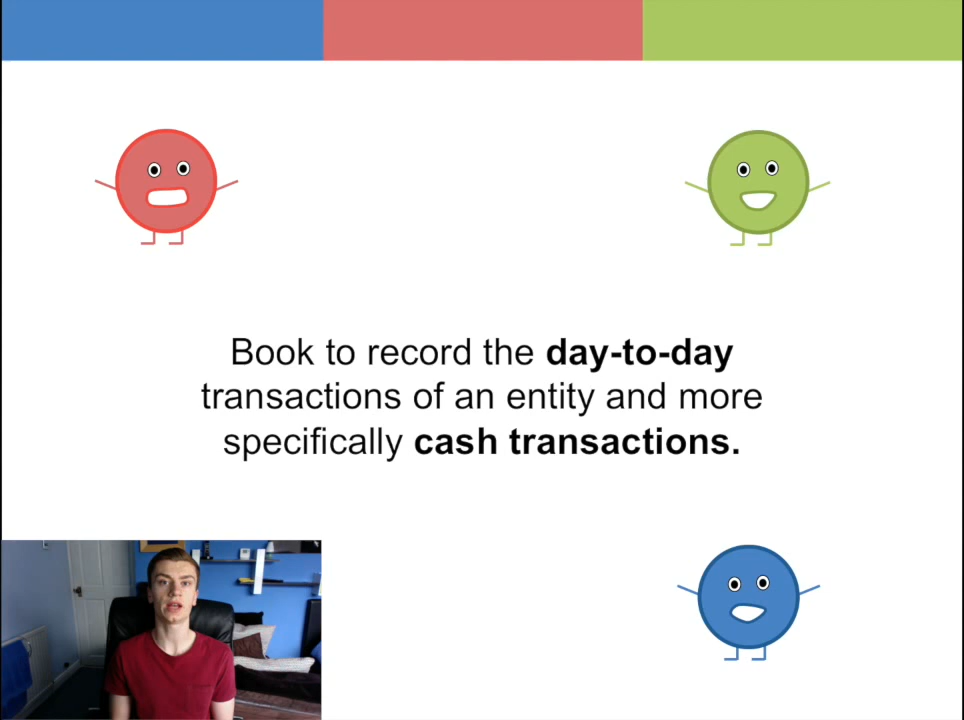 Book to record the day-to-day
transactions of an entity and more
specifically cash transactions.